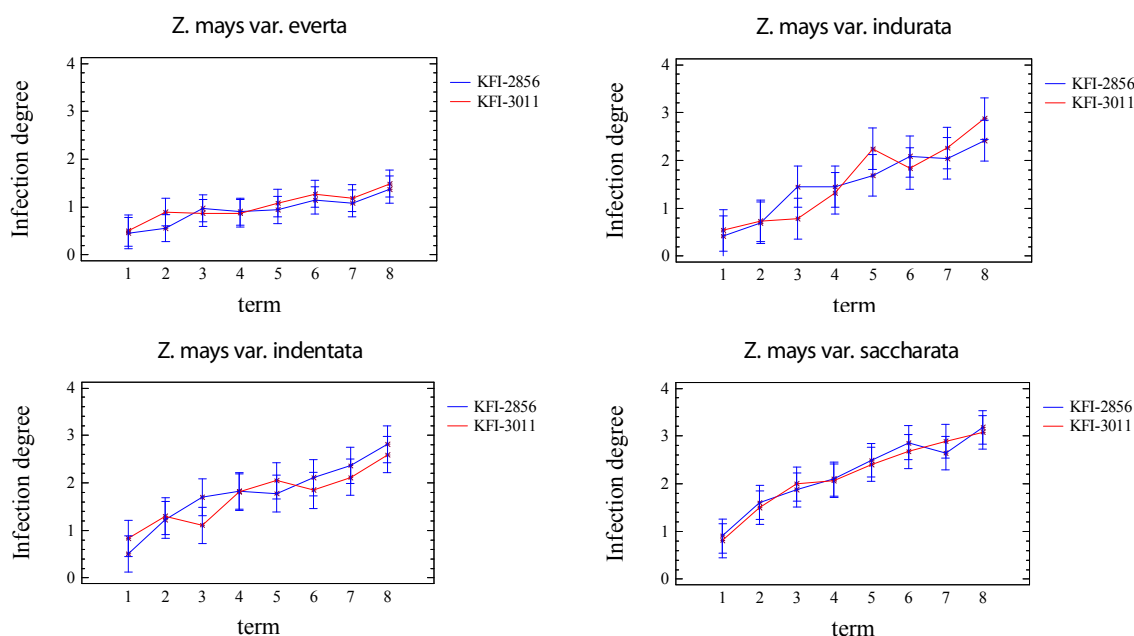 Z. mays var. everta
4
3
2
1
0
Infection degree
1 2 3 4 5 6 7 8
term
KFI-2856
KFI-3011
Z. mays var. indurata
4
3
2
1
0
Infection degree
1 2 3 4 5 6 7 8
term
KFI-2856
KFI-3011
Z. mays var. indentata
4
3
2
1
0
Infection degree
1 2 3 4 5 6 7 8
term
KFI-2856
KFI-3011
Z. mays var. saccharata
4
3
2
1
0
Infection degree
1 2 3 4 5 6 7 8
term
KFI-2856
KFI-3011